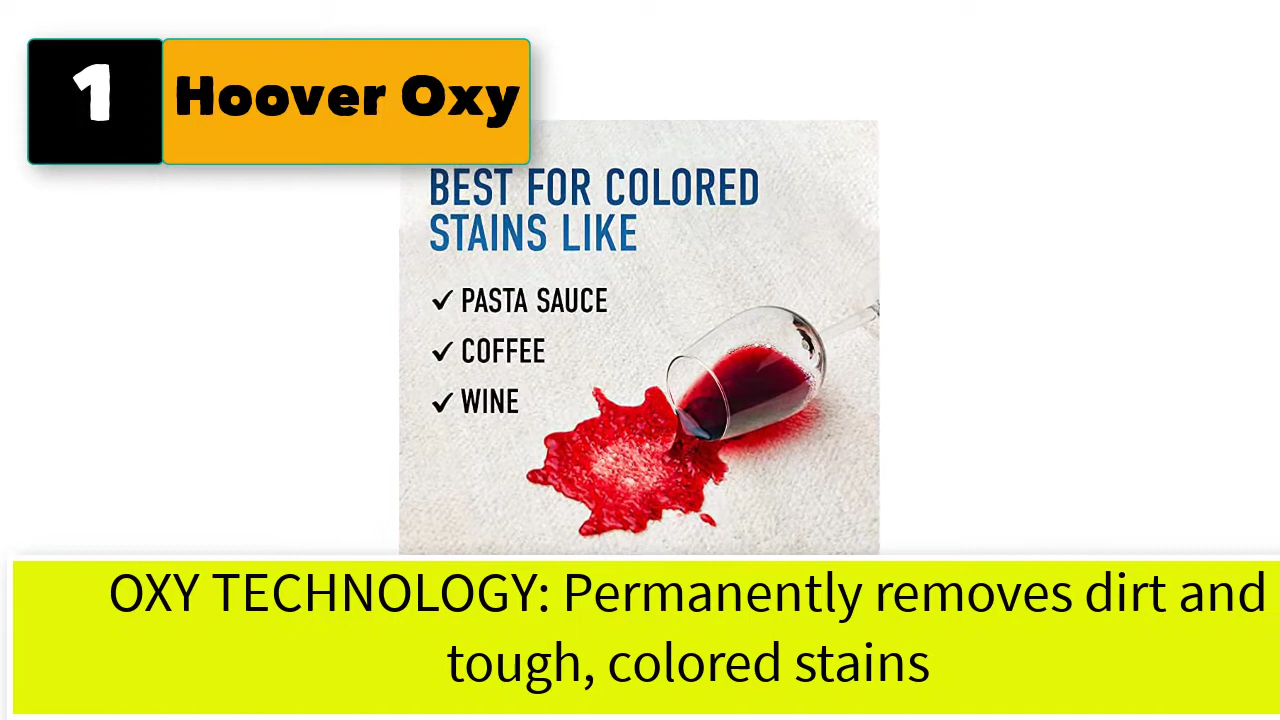 1
Hoover Oxy
BEST FOR COLORED
STAINS LIKE
✓ PASTA SAUCE
✓ COFFEE
✓ WINE
OXY TECHNOLOGY: Permanently removes dirt and
tough, colored stains